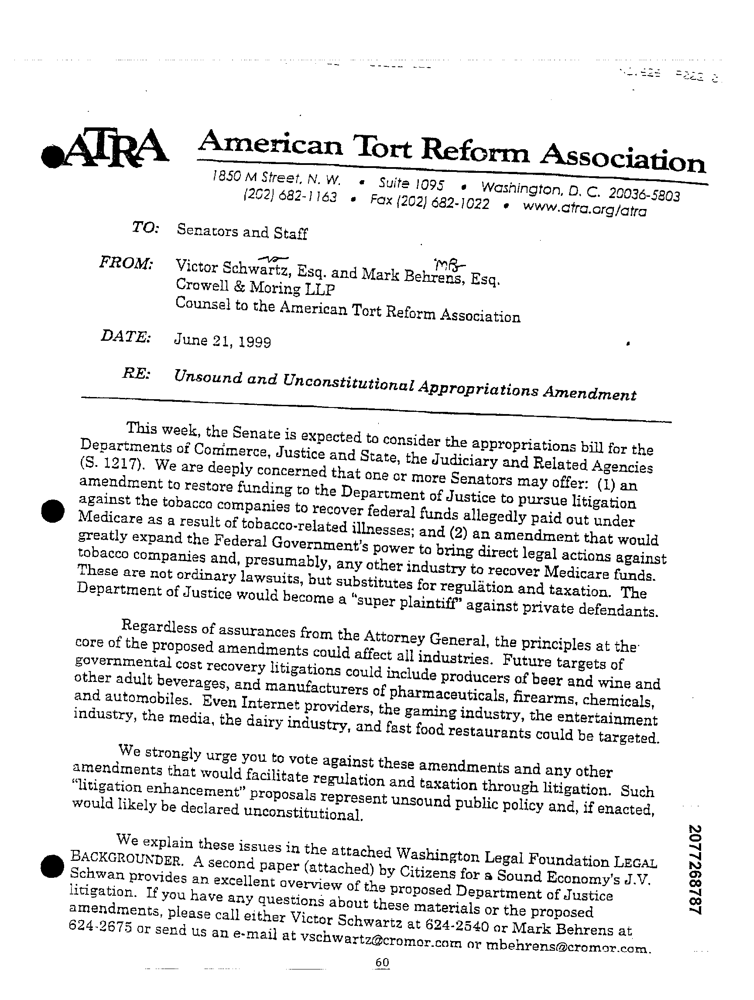 ATRA American Tort Reform Association
1850 M Street, N. W. • Suite 1095 • Washington, D. C. 20036-5803
(202) 682-1163 • Fax (202) 682-1022 • www.atra.org/atra
TO: Senators and Staff
FROM: Victor Schwartz, Esq. and Mark Behrens, Esq.
MB
Crowell & Moring LLP
Counsel to the American Tort Reform Association
DATE: June 21, 1999
RE: Unsound and Unconstitutional Appropriations Amendment
This week, the Senate is expected to consider the appropriations bill for the
Departments of Commerce, Justice and State, the Judiciary and Related Agencies
(S. 1217). We are deeply concerned that one or more Senators may offer: (1) an
amendment to restore funding to the Department of Justice to pursue litigation
against the tobacco companies to recover federal funds allegedly paid out under
Medicare as a result of tobacco-related illnesses; and (2) an amendment that would
greatly expand the Federal Government's power to bring direct legal actions against
tobacco companies and, presumably, any other industry to recover Medicare funds.
These are not ordinary lawsuits, but substitutes for regulation and taxation. The
Department of Justice would become a "super plaintiff" against private defendants.
Regardless of assurances from the Attorney General, the principles at the
core of the proposed amendments could affect all industries. Future targets of
governmental cost recovery litigations could include producers of beer and wine and
other adult beverages, and manufacturers of pharmaceuticals, firearms, chemicals,
and automobiles. Even Internet providers, the gaming industry, the entertainment
industry, the media, the dairy industry, and fast food restaurants could be targeted.
We strongly urge you to vote against these amendments and any other
amendments that would facilitate regulation and taxation through litigation. Such
"litigation enhancement" proposals represent unsound public policy and, if enacted,
would likely be declared unconstitutional.
We explain these issues in the attached Washington Legal Foundation LEGAL
BACKGROUNDER. A second paper (attached) by Citizens for a Sound Economy's J.V.
Schwan provides an excellent overview of the proposed Department of Justice
litigation. If you have any questions about these materials or the proposed
amendments, please call either Victor Schwartz at 624-2540 or Mark Behrens at
624-2675 or send us an e-mail at vschwartz@cromor.com or mbehrens@cromor.com.
60
2077268787